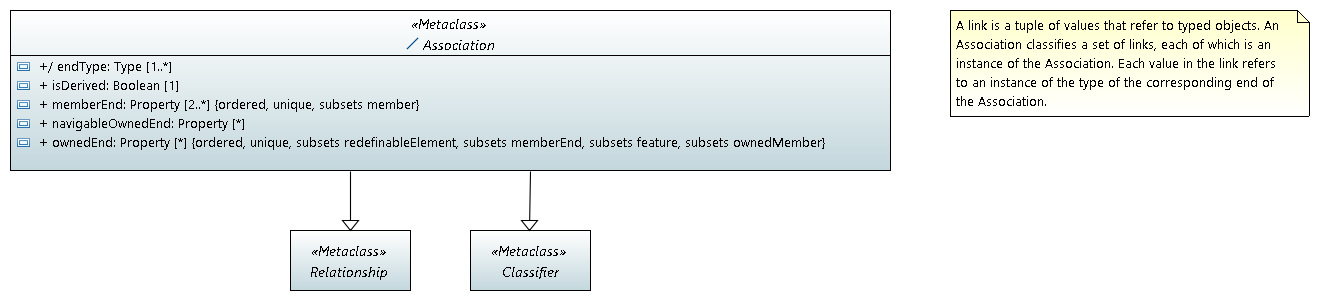 «Metaclass»
Association
+/ endType: Type [1..*]
+ isDerived: Boolean [1]
+ memberEnd: Property [2..*] {ordered, unique, subsets member}
+ navigableOwnedEnd: Property [*]
+ ownedEnd: Property [*] {ordered, unique, subsets redefinableElement, subsets memberEnd, subsets feature, subsets ownedMember}
A link is a tuple of values that refer to typed objects. An
Association classifies a set of links, each of which is an
instance of the Association. Each value in the link refers
to an instance of the type of the corresponding end of
the Association.
«Metaclass»
Relationship
«Metaclass»
Classifier